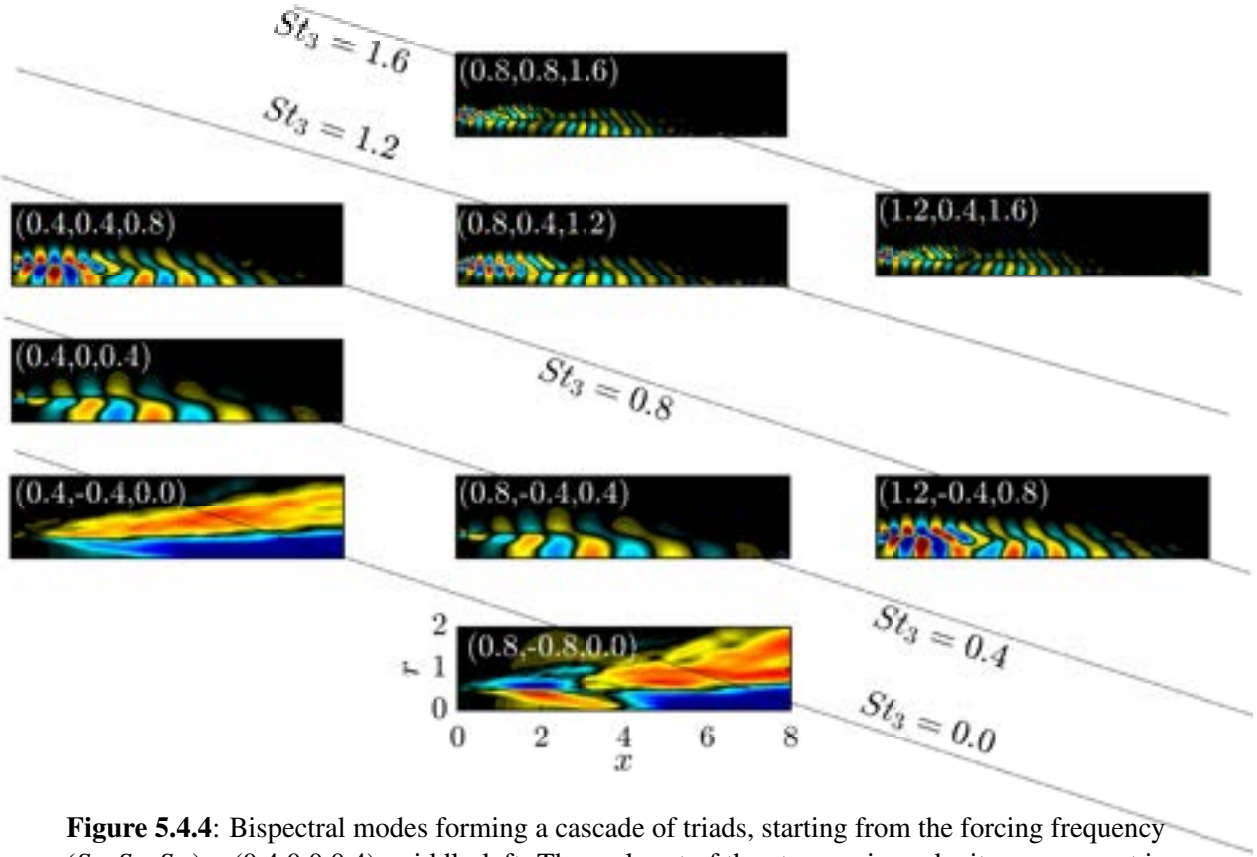 St₃ = 1.6
(0.8,0.8,1.6)
St₃ = 1.2
(0.4,0.4,0.8)
(0.8,0.4,1.2)
(1.2,0.4,1.6)
(0.4,0,0.4)
St₃ = 0.8
(0.4,-0.4,0.0)
(0.8,-0.4,0.4)
(1.2,-0.4,0.8)
St₃ = 0.4
(0.8,-0.8,0.0)
2
r 1
0
St₃ = 0.0
0 2 4 6 8
x
Figure 5.4.4: Bispectral modes forming a cascade of triads, starting from the forcing frequency